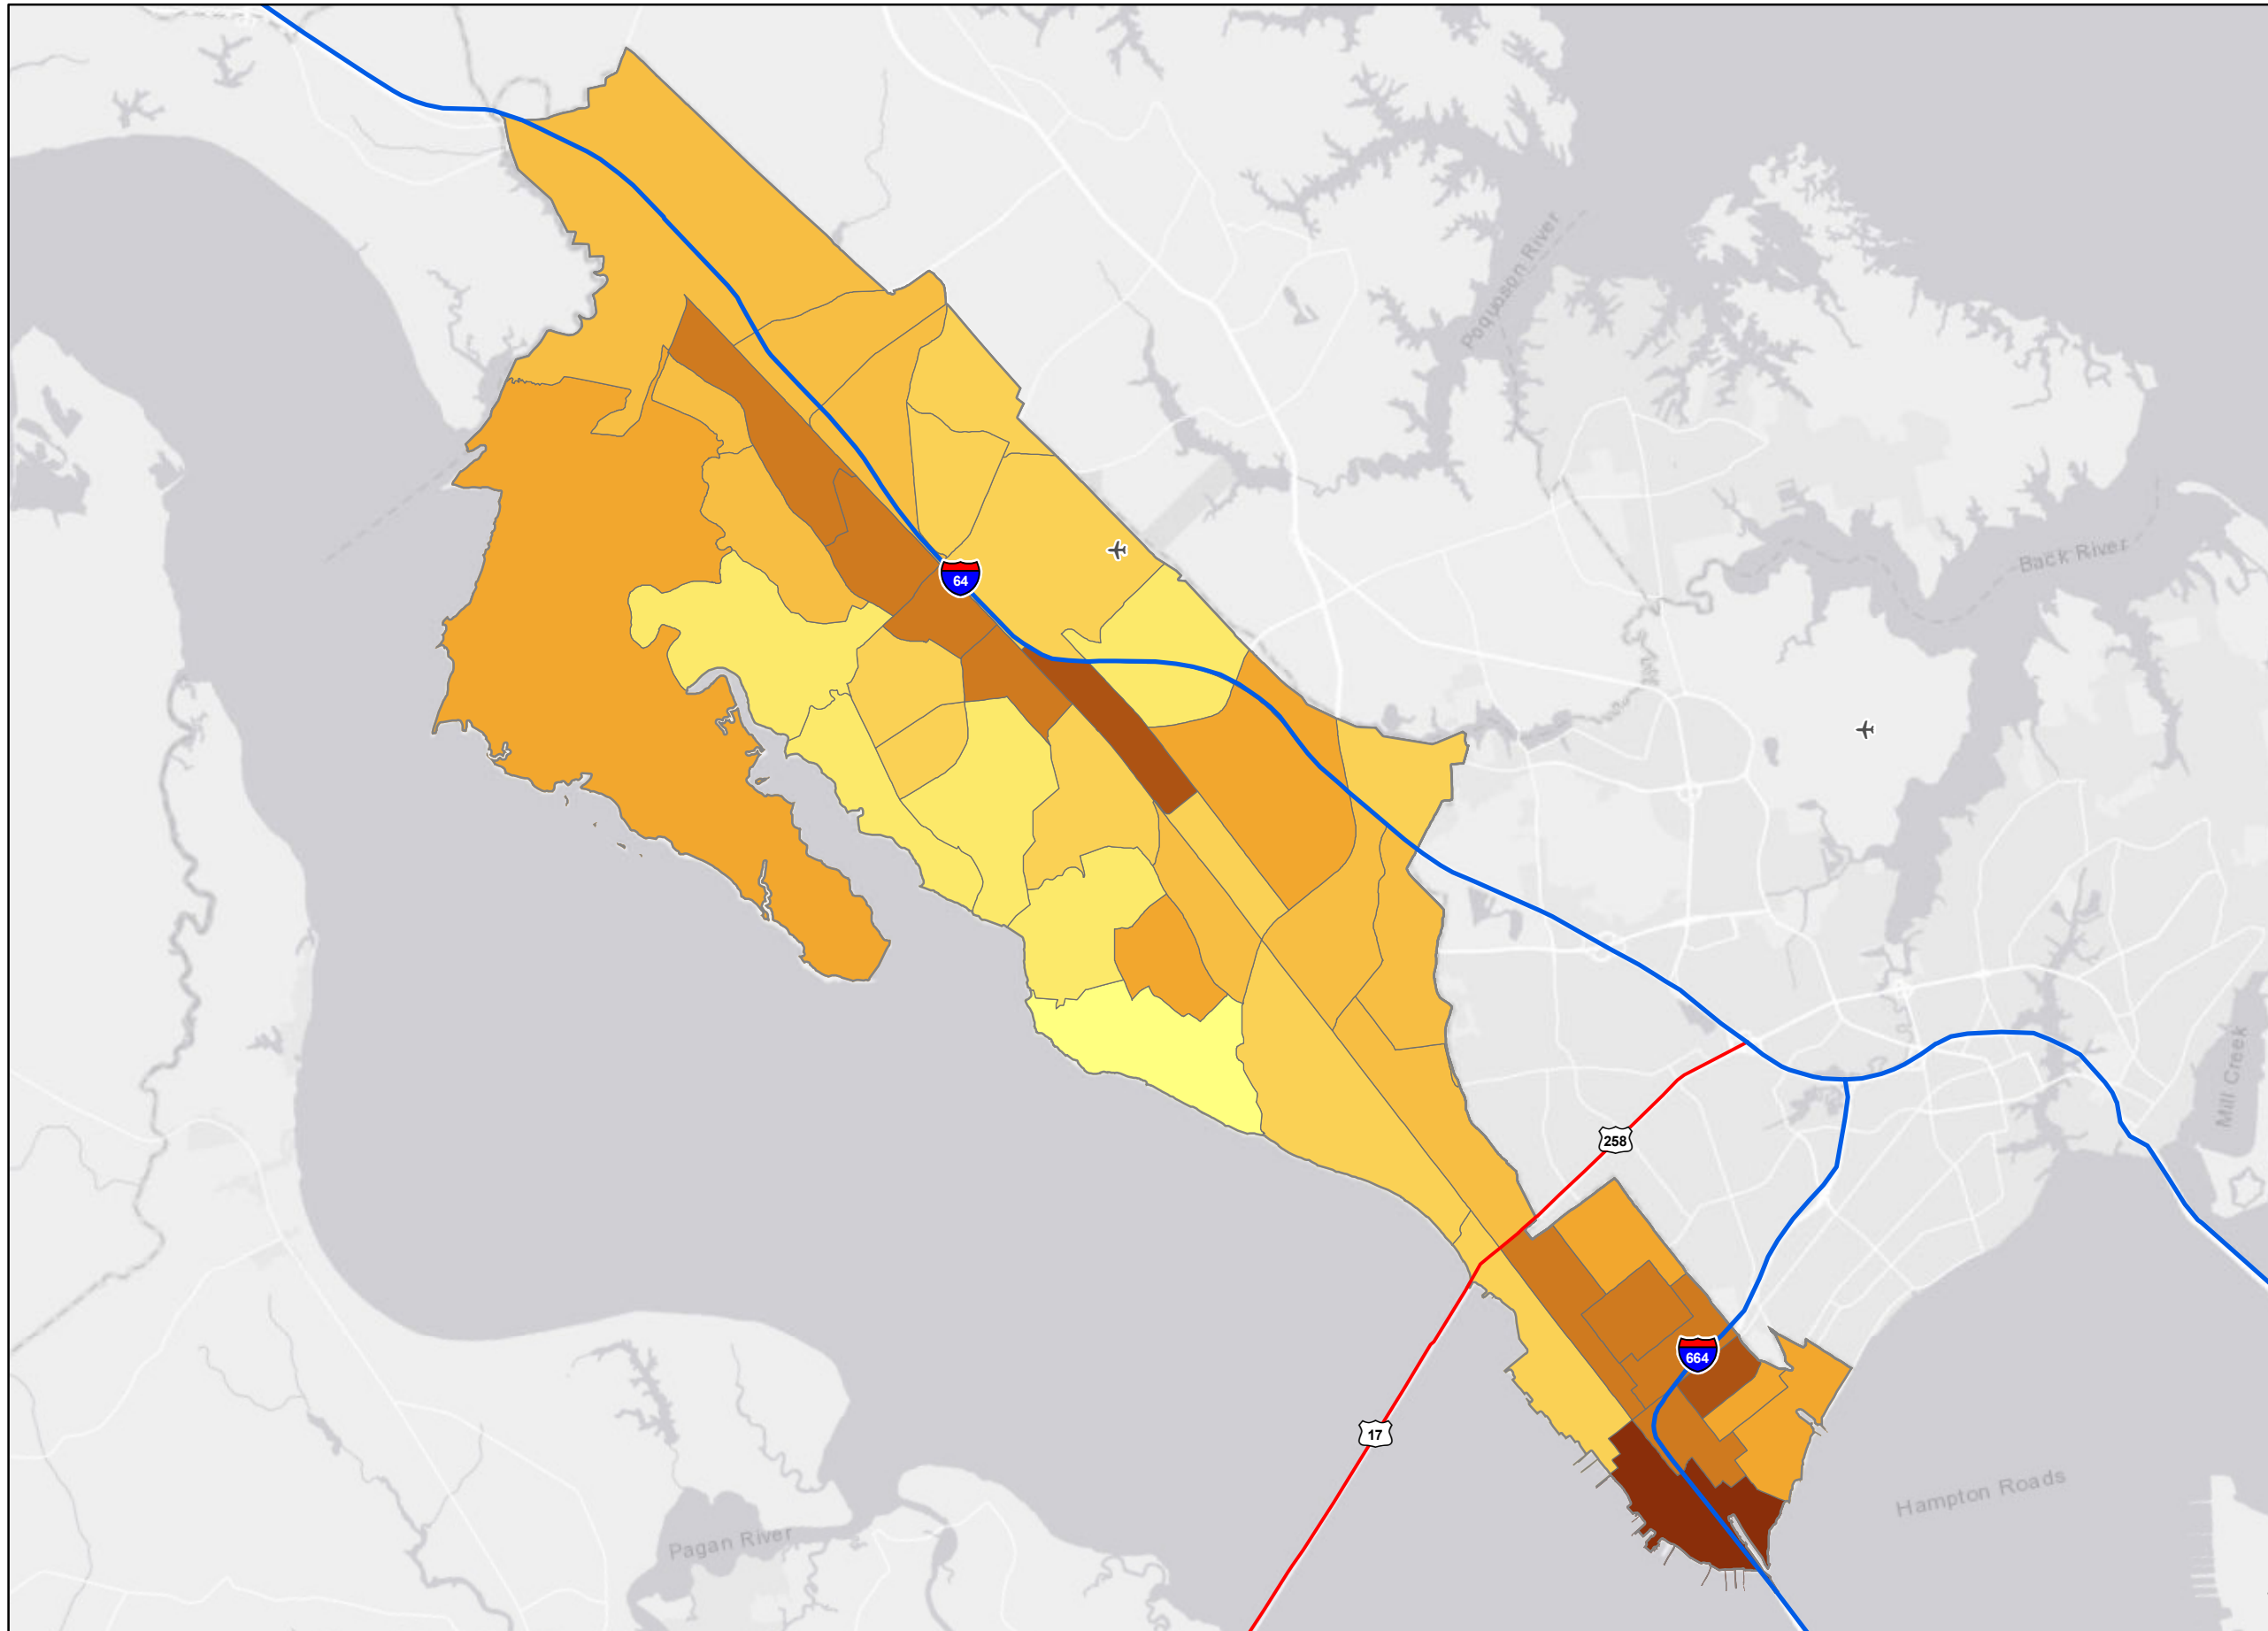 Poquoson River
Back River
64
Mill Creek
258
664
17
Hampton Roads
Pagan River